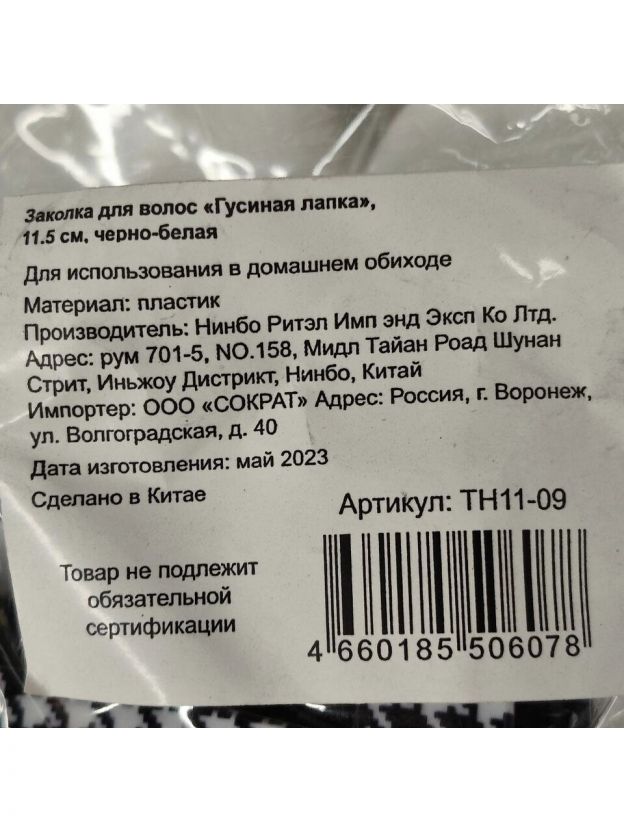 Заколка для волос «Гусиная лапка»,
11.5 см, черно-белая
Для использования в домашнем обиходе
Материал: пластик
Производитель: Нинбо Ритэл Имп энд Эксп Ко Лтд.
Адрес: рум 701-5, NO.158, Мидл Тайан Роад Шунан
Стрит, Иньжоу Дистрикт, Нинбо, Китай
Импортер: ООО «СОКРАТ» Адрес: Россия, г. Воронеж,
ул. Волгоградская, д. 40
Дата изготовления: май 2023
Сделано в Китае
Артикул: TH11-09
Товар не подлежит
обязательной
сертификации
4 660185 506078